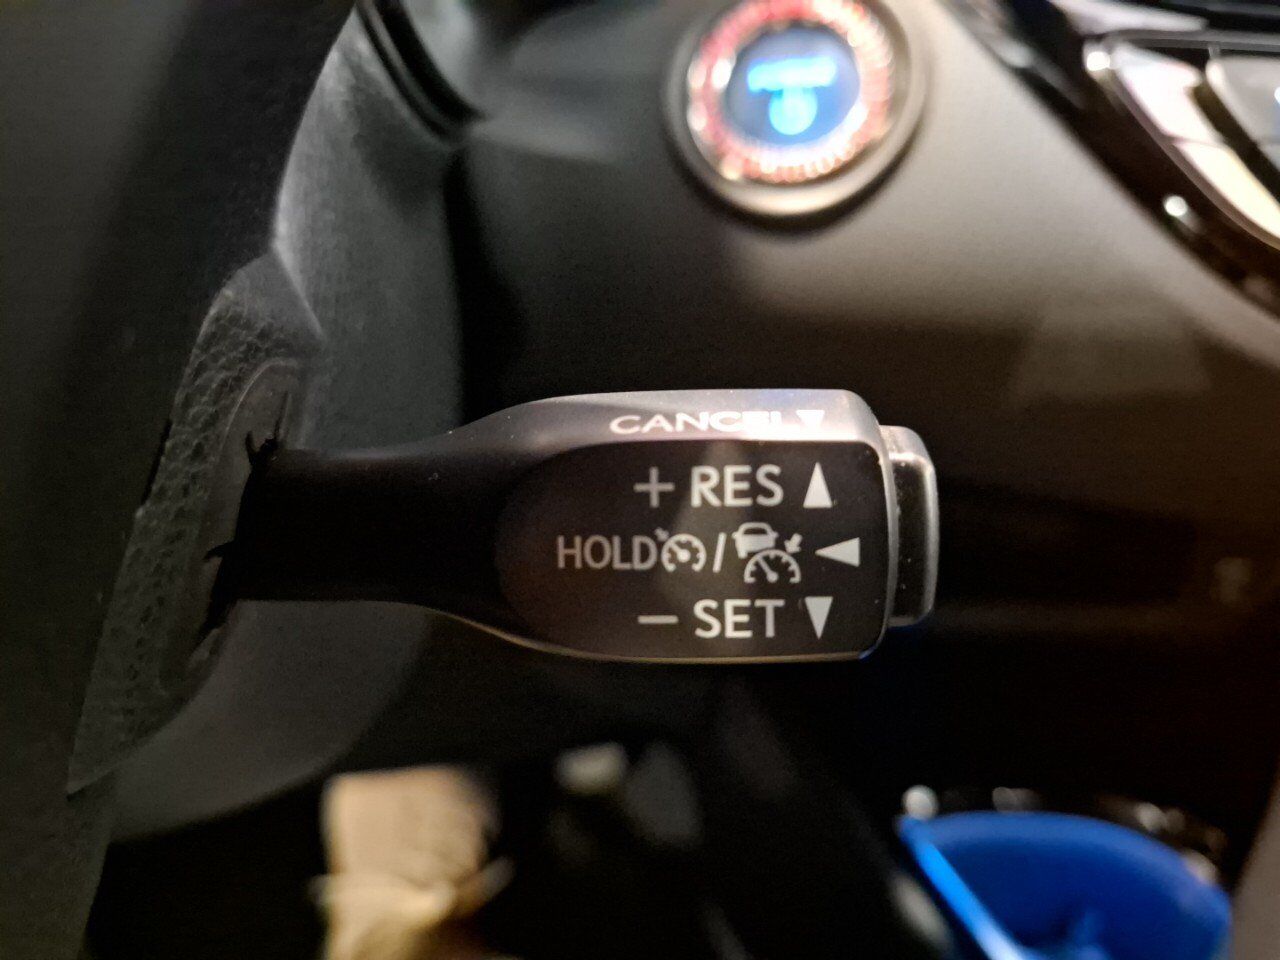 CANCEL
+ RES
HOLD /
− SET